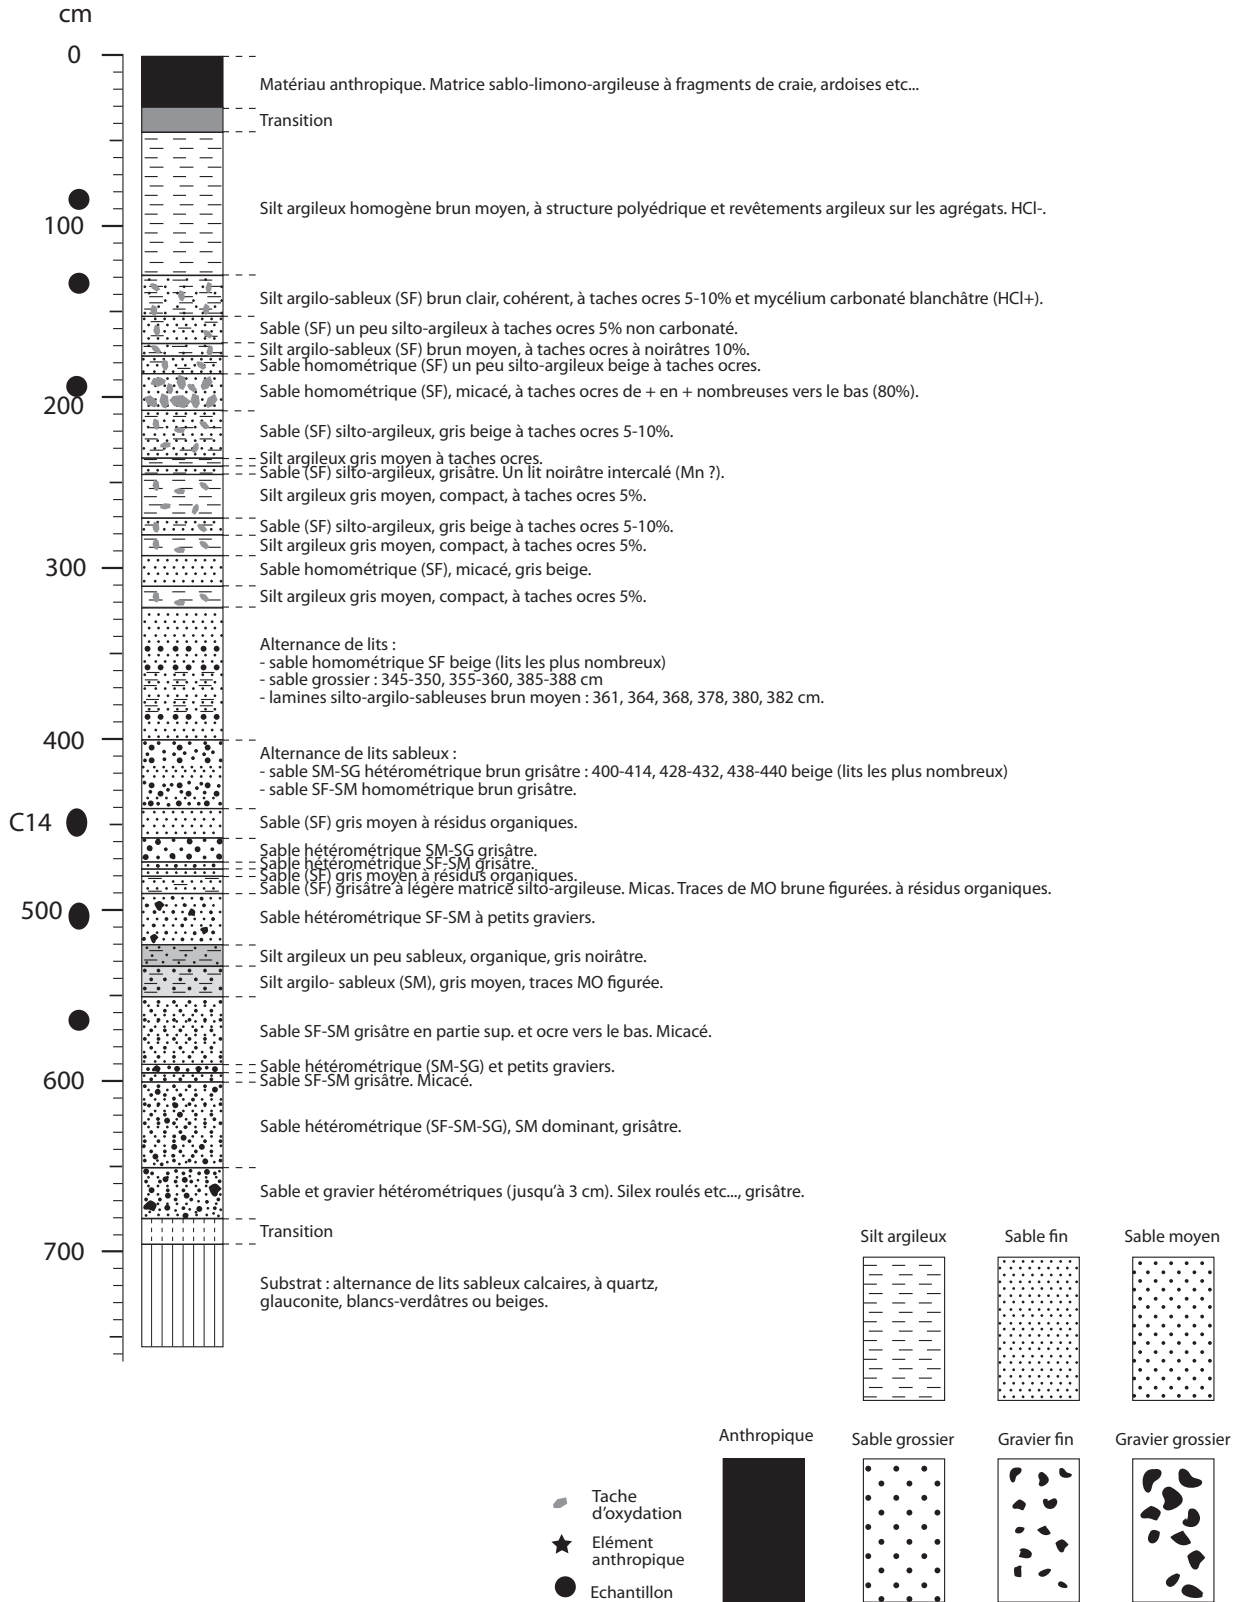 cm
0
Matériau anthropique. Matrice sablo-limono-argileuse à fragments de craie, ardoises etc...
Transition
Silt argileux homogène brun moyen, à structure polyédrique et revêtements argileux sur les agrégats. HCl-.
100
Silt argilo-sableux (SF) brun clair, cohérent, à taches ocres 5-10% et mycélium carbonaté blanchâtre (HCl+).
Sable (SF) un peu silto-argileux à taches ocres 5% non carbonaté.
Silt argilo-sableux (SF) brun moyen, à taches ocres à noirâtres 10%.
Sable homométrique (SF) un peu silto-argileux beige à taches ocres.
Sable homométrique (SF), micacé, à taches ocres de + en + nombreuses vers le bas (80%).
200
Sable (SF) silto-argileux, gris beige à taches ocres 5-10%.
Silt argileux gris moyen à taches ocres.
Sable (SF) silto-argileux, grisâtre. Un lit noirâtre intercalé (Mn ?).
Silt argileux gris moyen, compact, à taches ocres 5%.
Sable (SF) silto-argileux, gris beige à taches ocres 5-10%.
Silt argileux gris moyen, compact, à taches ocres 5%.
300
Sable homométrique (SF), micacé, gris beige.
Silt argileux gris moyen, compact, à taches ocres 5%.
Alternance de lits :
- sable homométrique SF beige (lits les plus nombreux)
- sable grossier : 345-350, 355-360, 385-388 cm
- lamines silto-argilo-sableuses brun moyen : 361, 364, 368, 378, 380, 382 cm.
400
Alternance de lits sableux :
- sable SM-SG hétérométrique brun grisâtre : 400-414, 428-432, 438-440 beige (lits les plus nombreux)
- sable SF-SM homométrique brun grisâtre.
C14
Sable (SF) gris moyen à résidus organiques.
Sable hétérométrique SM-SG grisâtre.
Sable hétérométrique SF-SM grisâtre.
Sable (SF) gris moyen à résidus organiques.
Sable (SF) grisâtre à légère matrice silto-argileuse. Micas. Traces de MO brune figurées. à résidus organiques.
500
Sable hétérométrique SF-SM à petits graviers.
Silt argileux un peu sableux, organique, gris noirâtre.
Silt argilo- sableux (SM), gris moyen, traces MO figurée.
Sable SF-SM grisâtre en partie sup. et ocre vers le bas. Micacé.
Sable hétérométrique (SM-SG) et petits graviers.
600
Sable SF-SM grisâtre. Micacé.
Sable hétérométrique (SF-SM-SG), SM dominant, grisâtre.
Sable et gravier hétérométriques (jusqu'à 3 cm). Silex roulés etc..., grisâtre.
Transition
700
Substrat : alternance de lits sableux calcaires, à quartz,
glauconite, blancs-verdâtres ou beiges.
Silt argileux
Sable fin
Sable moyen
Anthropique
Sable grossier
Gravier fin
Gravier grossier
Tache
d'oxydation
Elément
anthropique
Echantillon